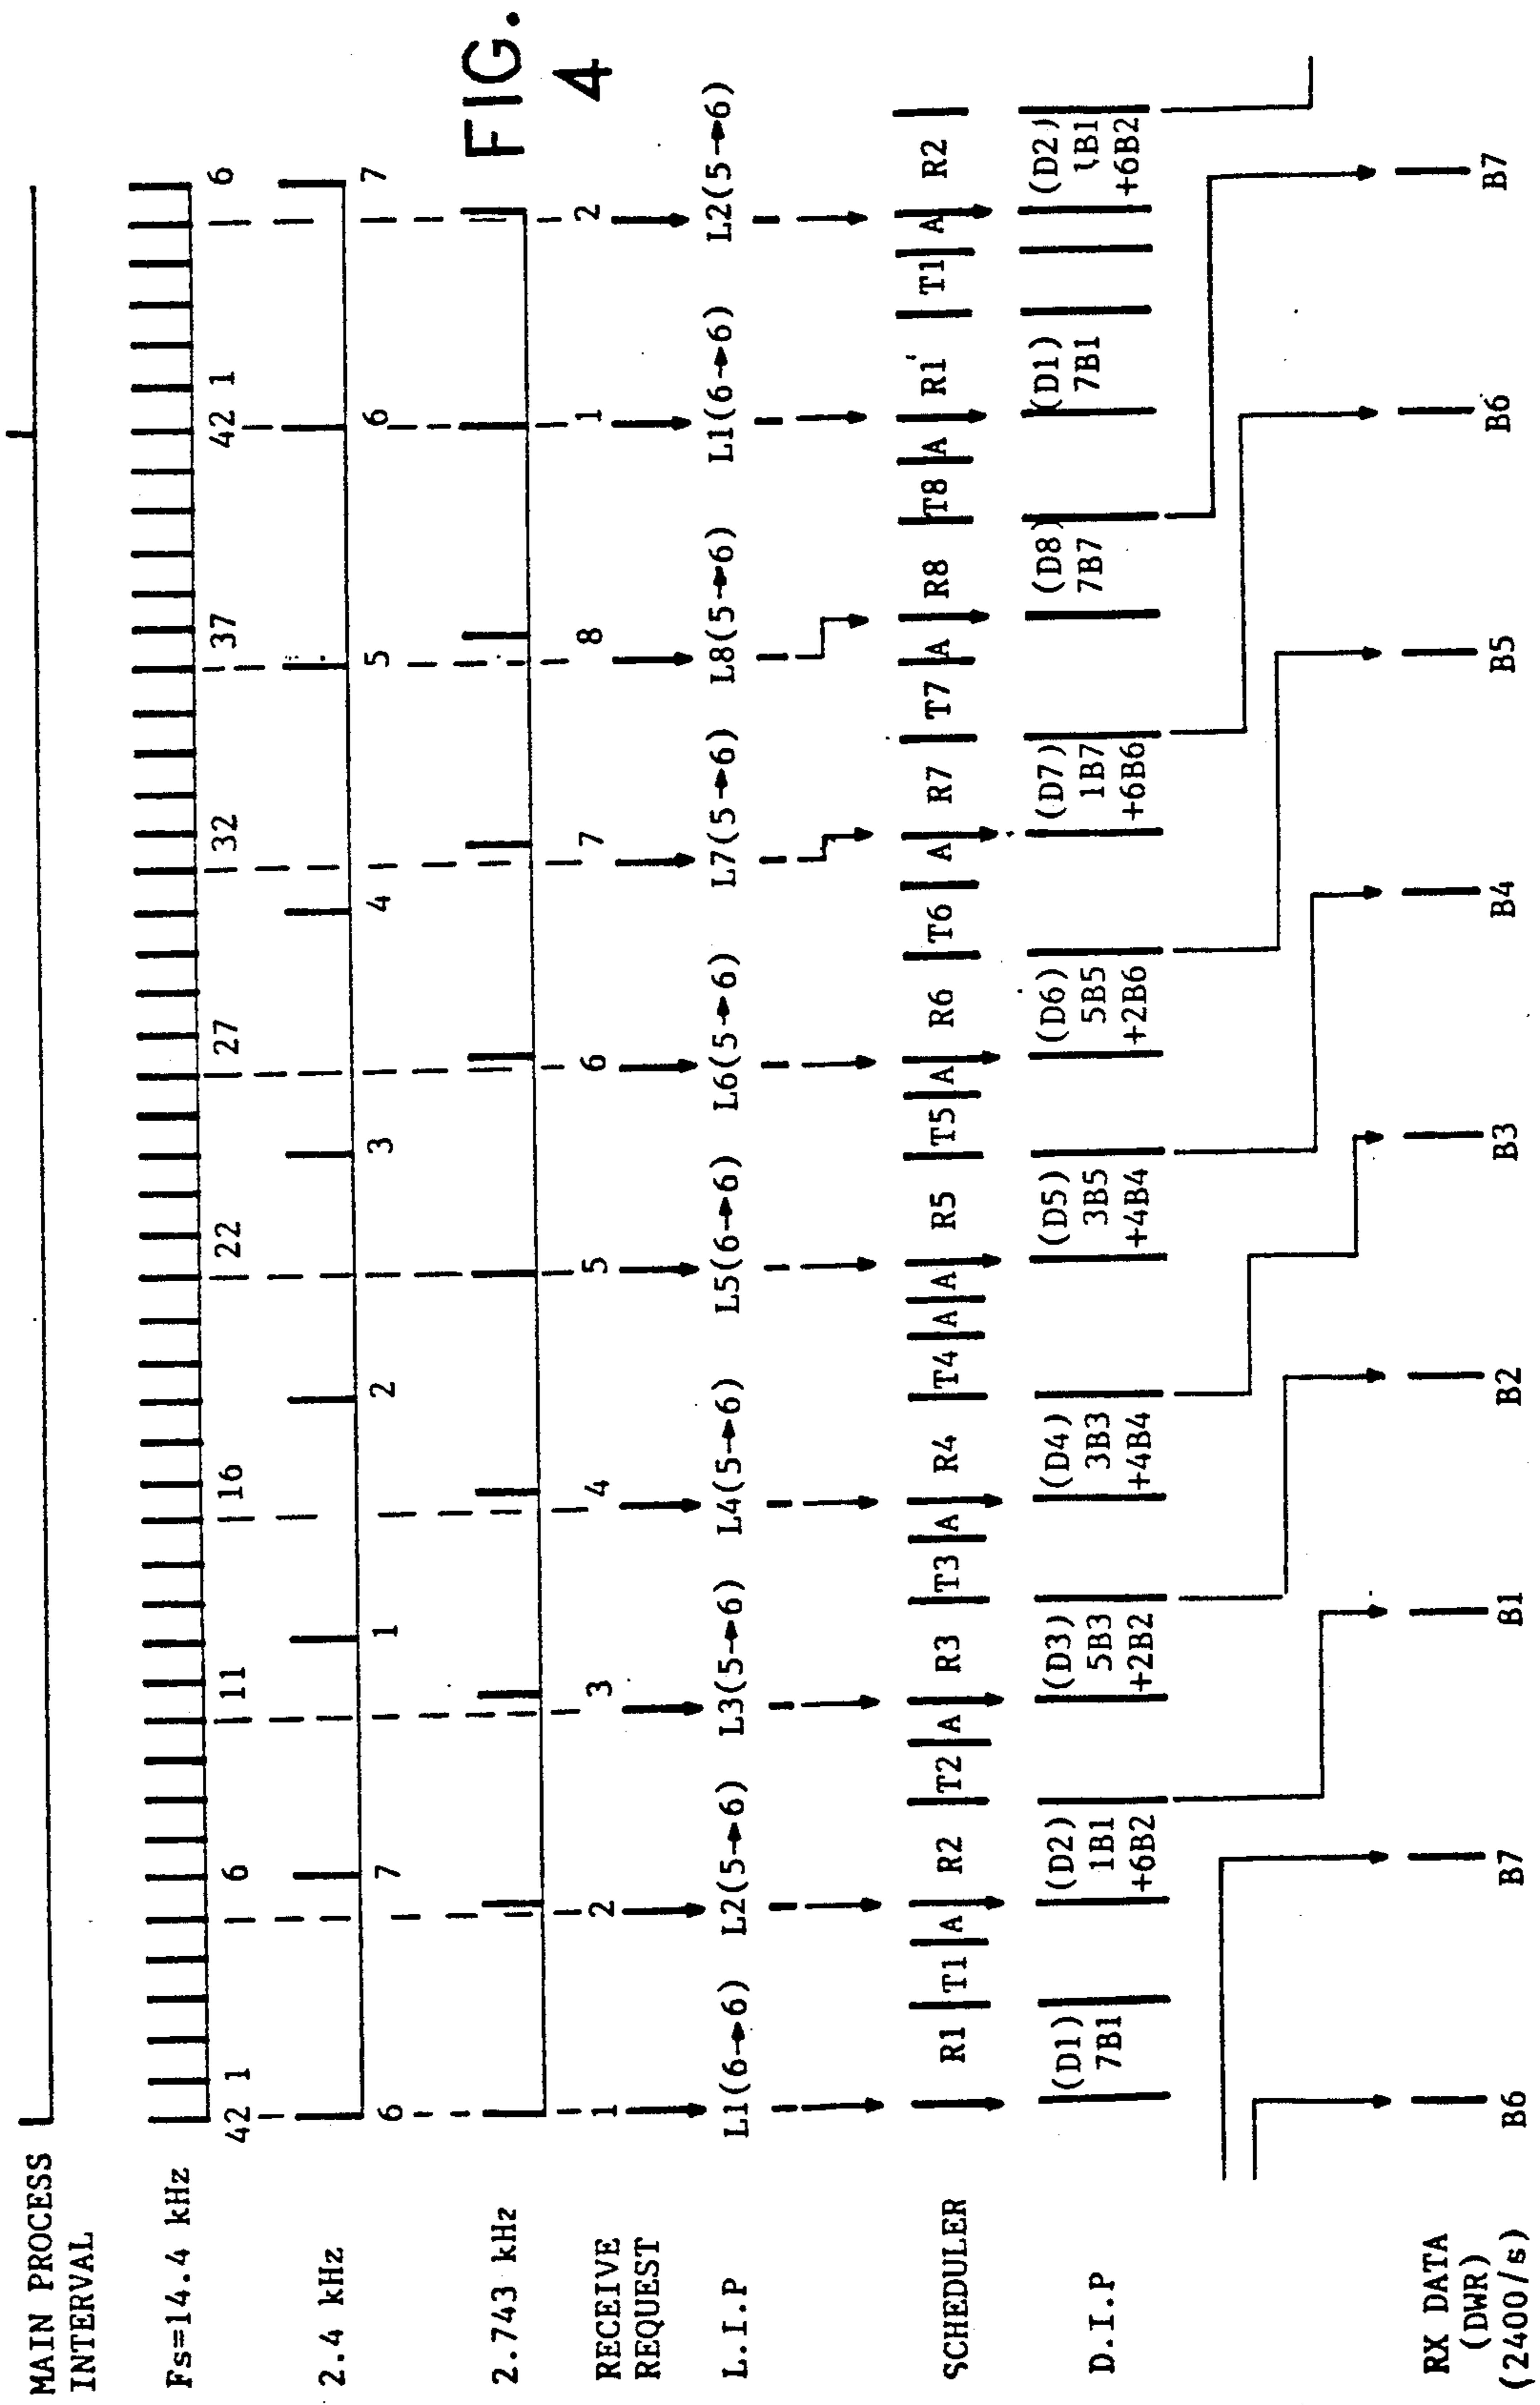 FIG.
4
MAIN PROCESS
INTERVAL
Fs=14.4 kHz
42 1 6 11 16 22 27 32 37 42 1 6
2.4 kHz
6 7 1 2 3 4 5 6 7
2.743 kHz
RECEIVE
REQUEST
1 2 3 4 5 6 7 8 1 2
L.I.P
L1(6→6) L2(5→6) L3(5→6) L4(5→6) L5(6→6) L6(5→6) L7(5→6) L8(5→6) L1(6→6) L2(5→6)
SCHEDULER
R1 T1 A R2 T2 A R3 T3 A R4 T4 A A R5 T5 A R6 T6 A R7 T7 A R8 T8 A R1' T1 A R2
D.I.P
(D1) (D2) (D3) (D4) (D5) (D6) (D7) (D8) (D1) (D2)
7B1 1B1 5B3 3B3 3B5 5B5 1B7 7B7 7B1 (B1
+6B2 +2B2 +4B4 +4B4 +2B6 +6B6 +6B2
RX DATA
(DWR)
(2400/s)
B6 B7 B1 B2 B3 B4 B5 B6 B7